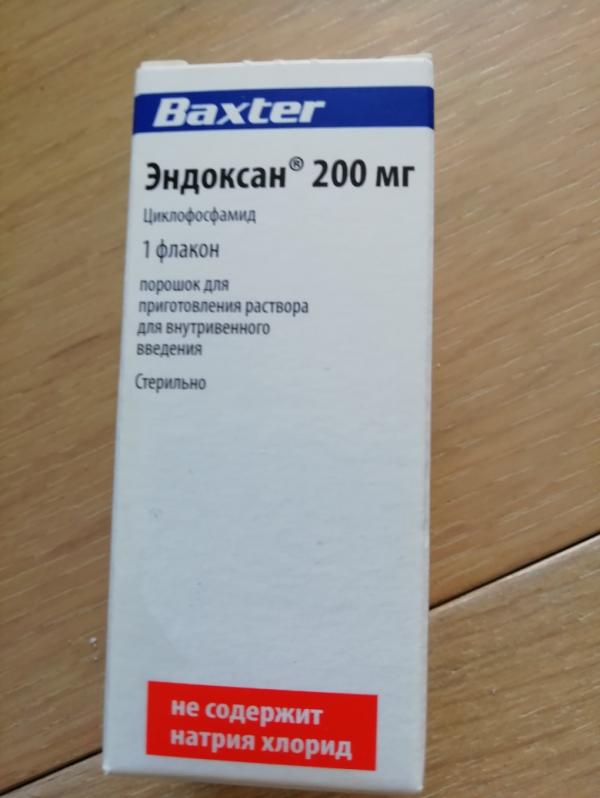 Baxter
Эндоксан® 200 мг
Циклофосфамид
1 флакон
порошок для
приготовления раствора
для внутривенного
введения
Стерильно
не содержит
натрия хлорид